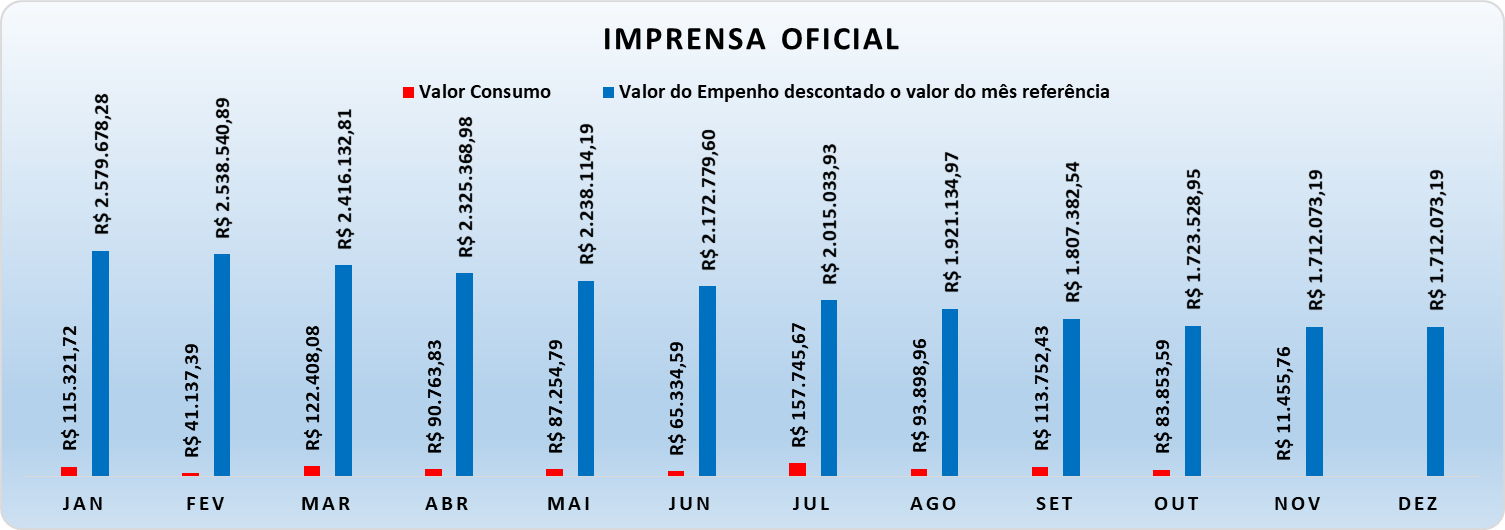 IMPRENSA OFICIAL
Valor Consumo
Valor do Empenho descontado o valor do mês referência
R$ 115.321,72
R$ 2.579.678,28
R$ 41.137,39
R$ 2.538.540,89
R$ 122.408,08
R$ 2.416.132,81
R$ 90.763,83
R$ 2.325.368,98
R$ 87.254,79
R$ 2.238.114,19
R$ 65.334,59
R$ 2.172.779,60
R$ 157.745,67
R$ 2.015.033,93
R$ 93.898,96
R$ 1.921.134,97
R$ 113.752,43
R$ 1.807.382,54
R$ 83.853,59
R$ 1.723.528,95
R$ 11.455,76
R$ 1.712.073,19
R$ 1.712.073,19
JAN FEV MAR ABR MAI JUN JUL AGO SET OUT NOV DEZ